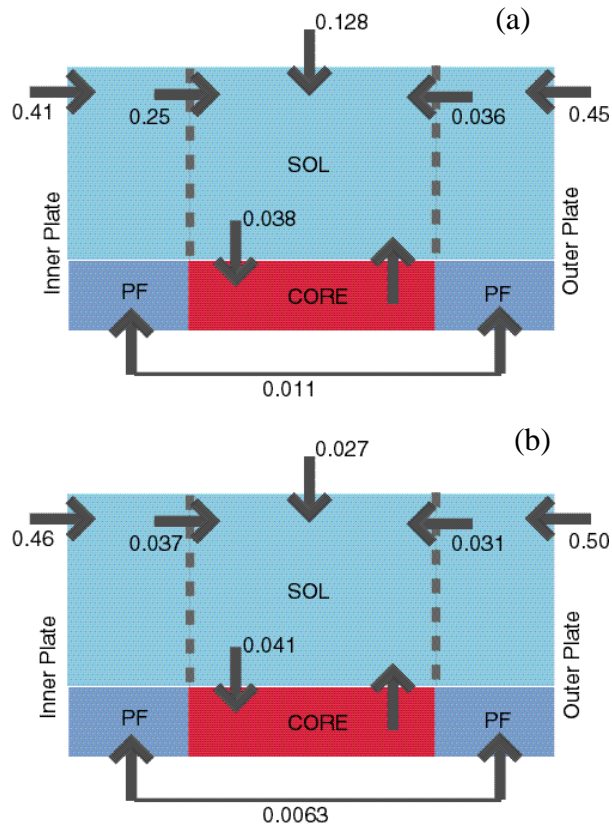 (a)
0.128
0.41
0.25
0.036
0.45
SOL
Inner Plate
Outer Plate
0.038
PF
CORE
PF
0.011
(b)
0.027
0.46
0.037
0.031
0.50
SOL
Inner Plate
Outer Plate
0.041
PF
CORE
PF
0.0063